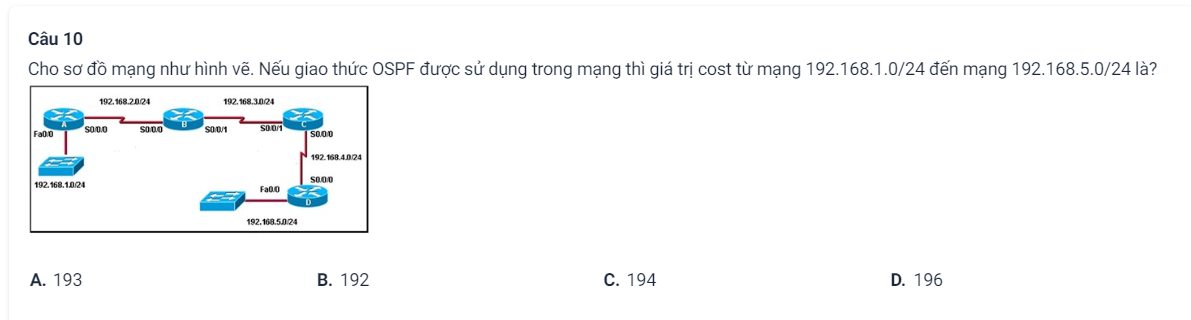 Câu 10
Cho sơ đồ mạng như hình vẽ. Nếu giao thức OSPF được sử dụng trong mạng thì giá trị cost từ mạng 192.168.1.0/24 đến mạng 192.168.5.0/24 là?
192.168.2.0/24 192.168.3.0/24
A B C
Fa0/0 S0/0/0 S0/0/0 S0/0/1 S0/0/1 S0/0/0
192.168.4.0/24
192.168.1.0/24 Fa0/0 S0/0/0
D
192.168.5.0/24
A. 193 B. 192 C. 194 D. 196